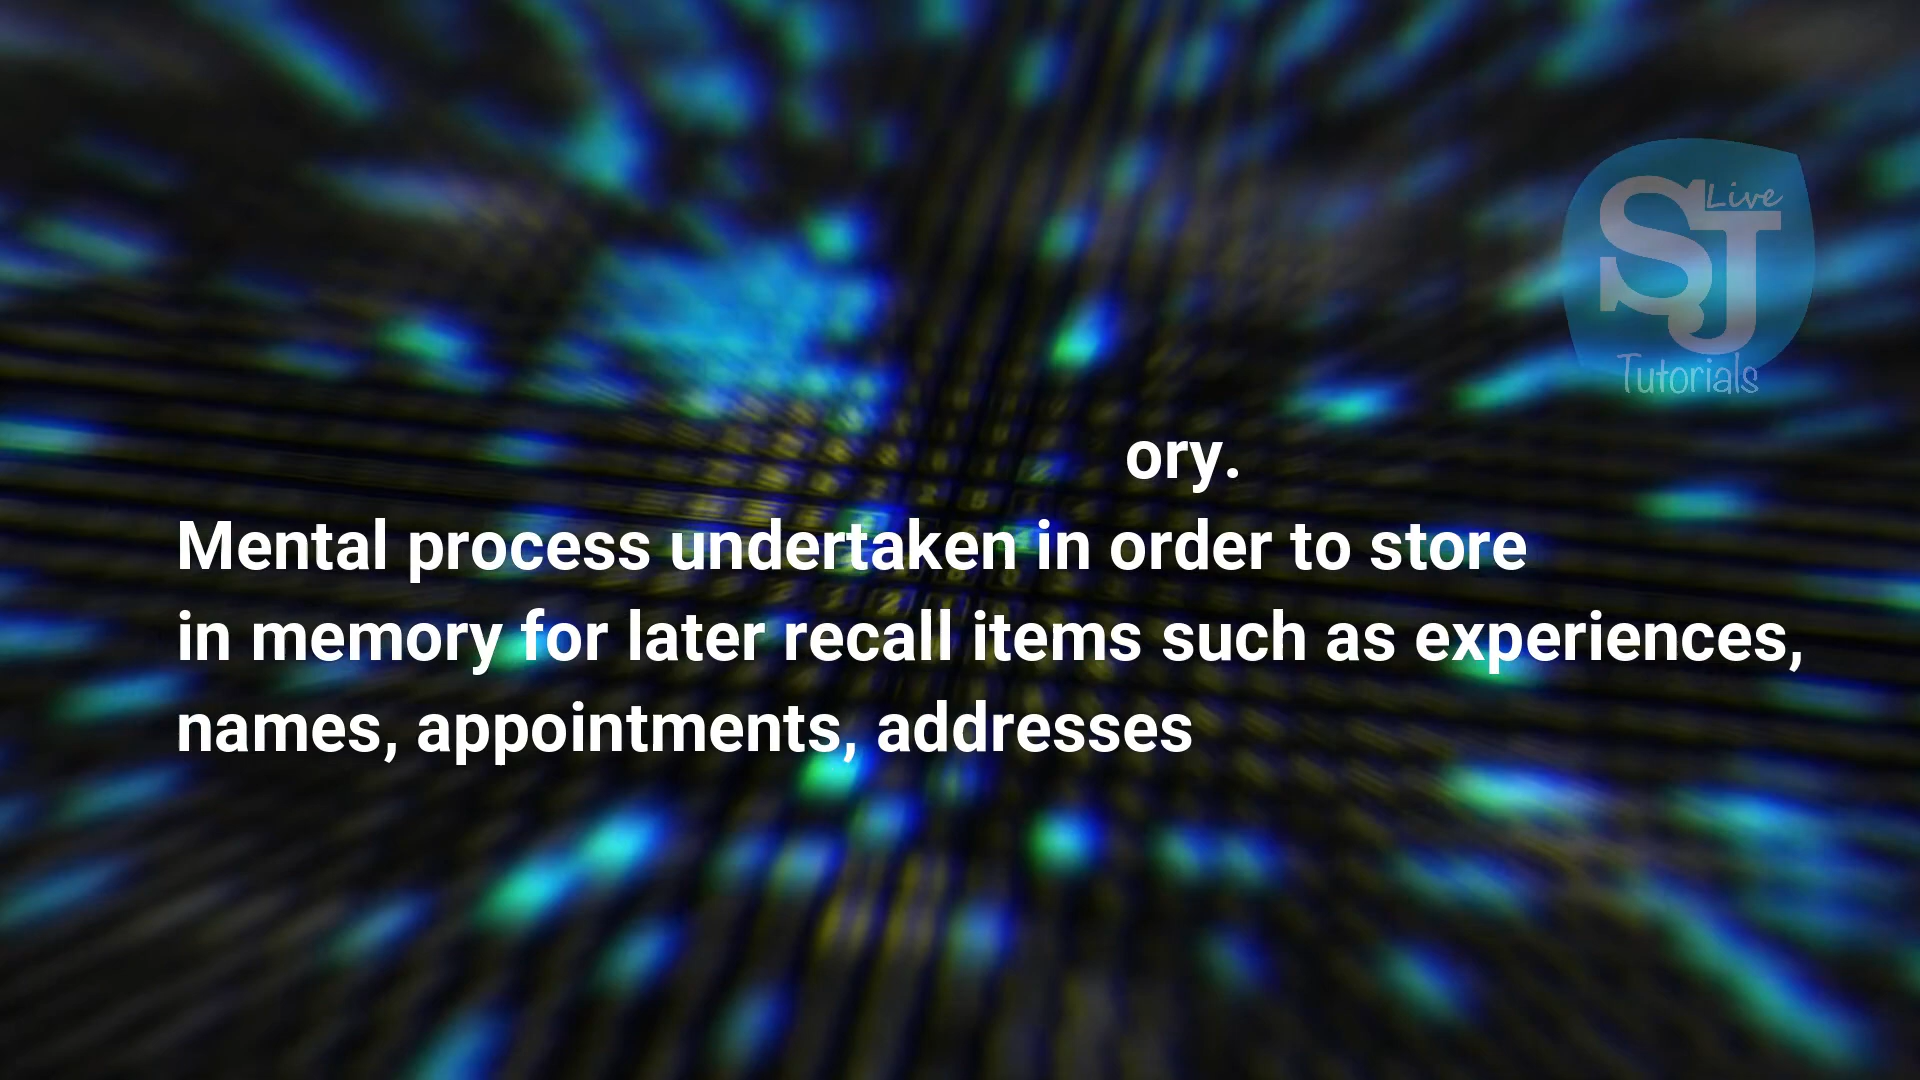 Live
SJ
Tutorials
ory.
Mental process undertaken in order to store
in memory for later recall items such as experiences,
names, appointments, addresses